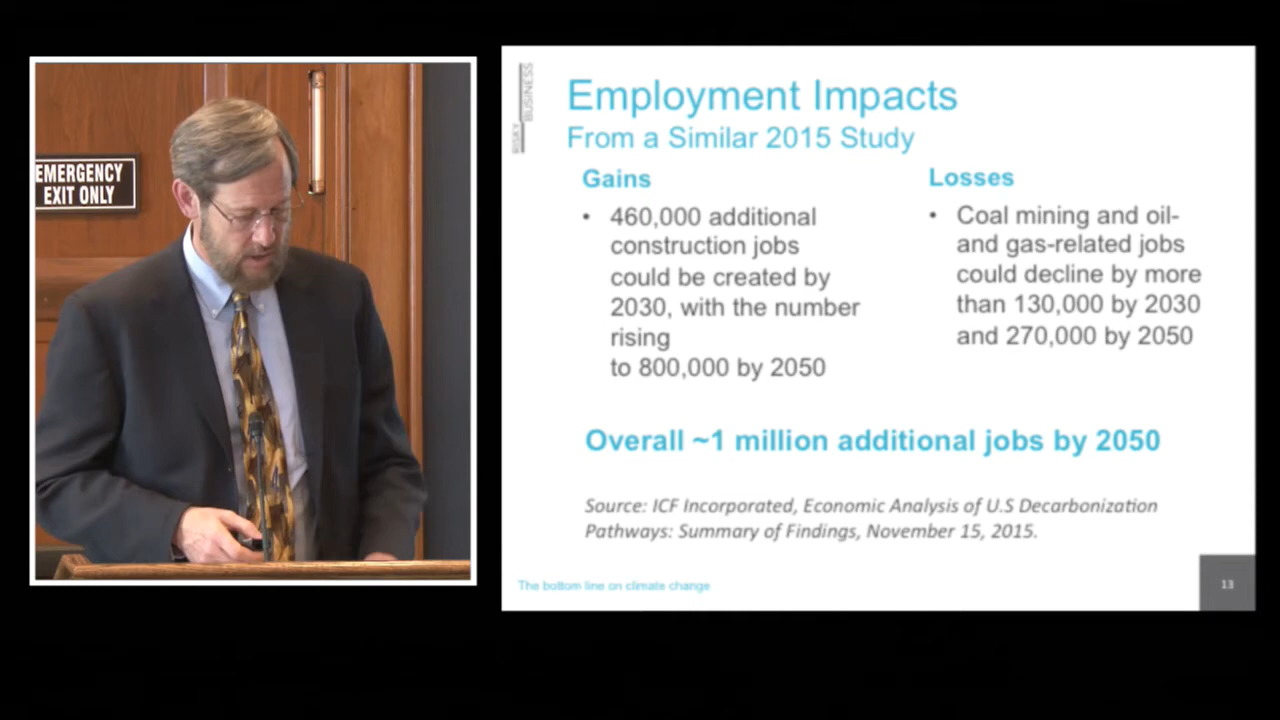 EMERGENCY
EXIT ONLY
RISKY
BUSINESS
Employment Impacts
From a Similar 2015 Study
Gains
• 460,000 additional
construction jobs
could be created by
2030, with the number
rising
to 800,000 by 2050
Losses
• Coal mining and oil-
and gas-related jobs
could decline by more
than 130,000 by 2030
and 270,000 by 2050
Overall ~1 million additional jobs by 2050
Source: ICF Incorporated, Economic Analysis of U.S Decarbonization
Pathways: Summary of Findings, November 15, 2015.
The bottom line on climate change
13